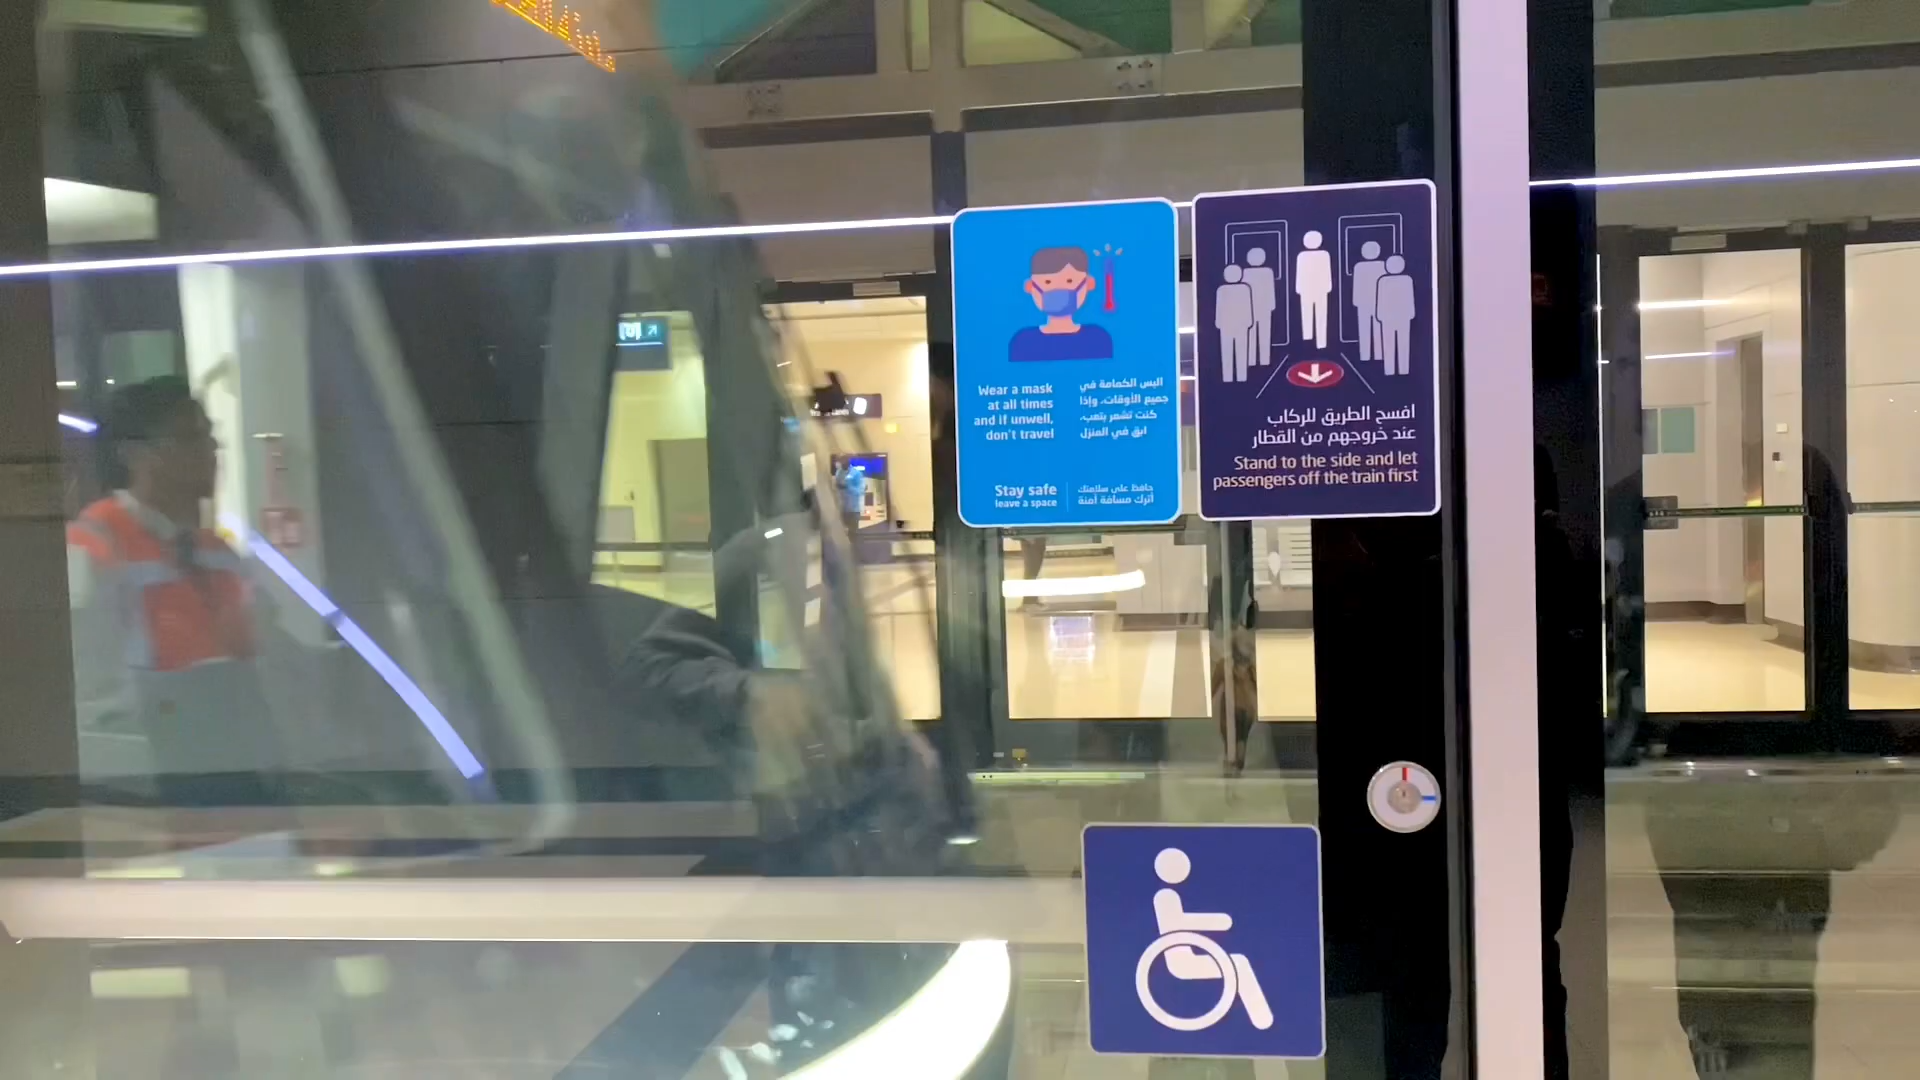 Wear a mask
at all times
and if unwell,
don't travel
البس الكمامة في
جميع الأوقات، وإذا
كنت تشعر بتعب،
ابق في المنزل
Stay safe
leave a space
حافظ على سلامتك
أترك مسافة آمنة
افسح الطريق للركاب
عند خروجهم من القطار
Stand to the side and let
passengers off the train first